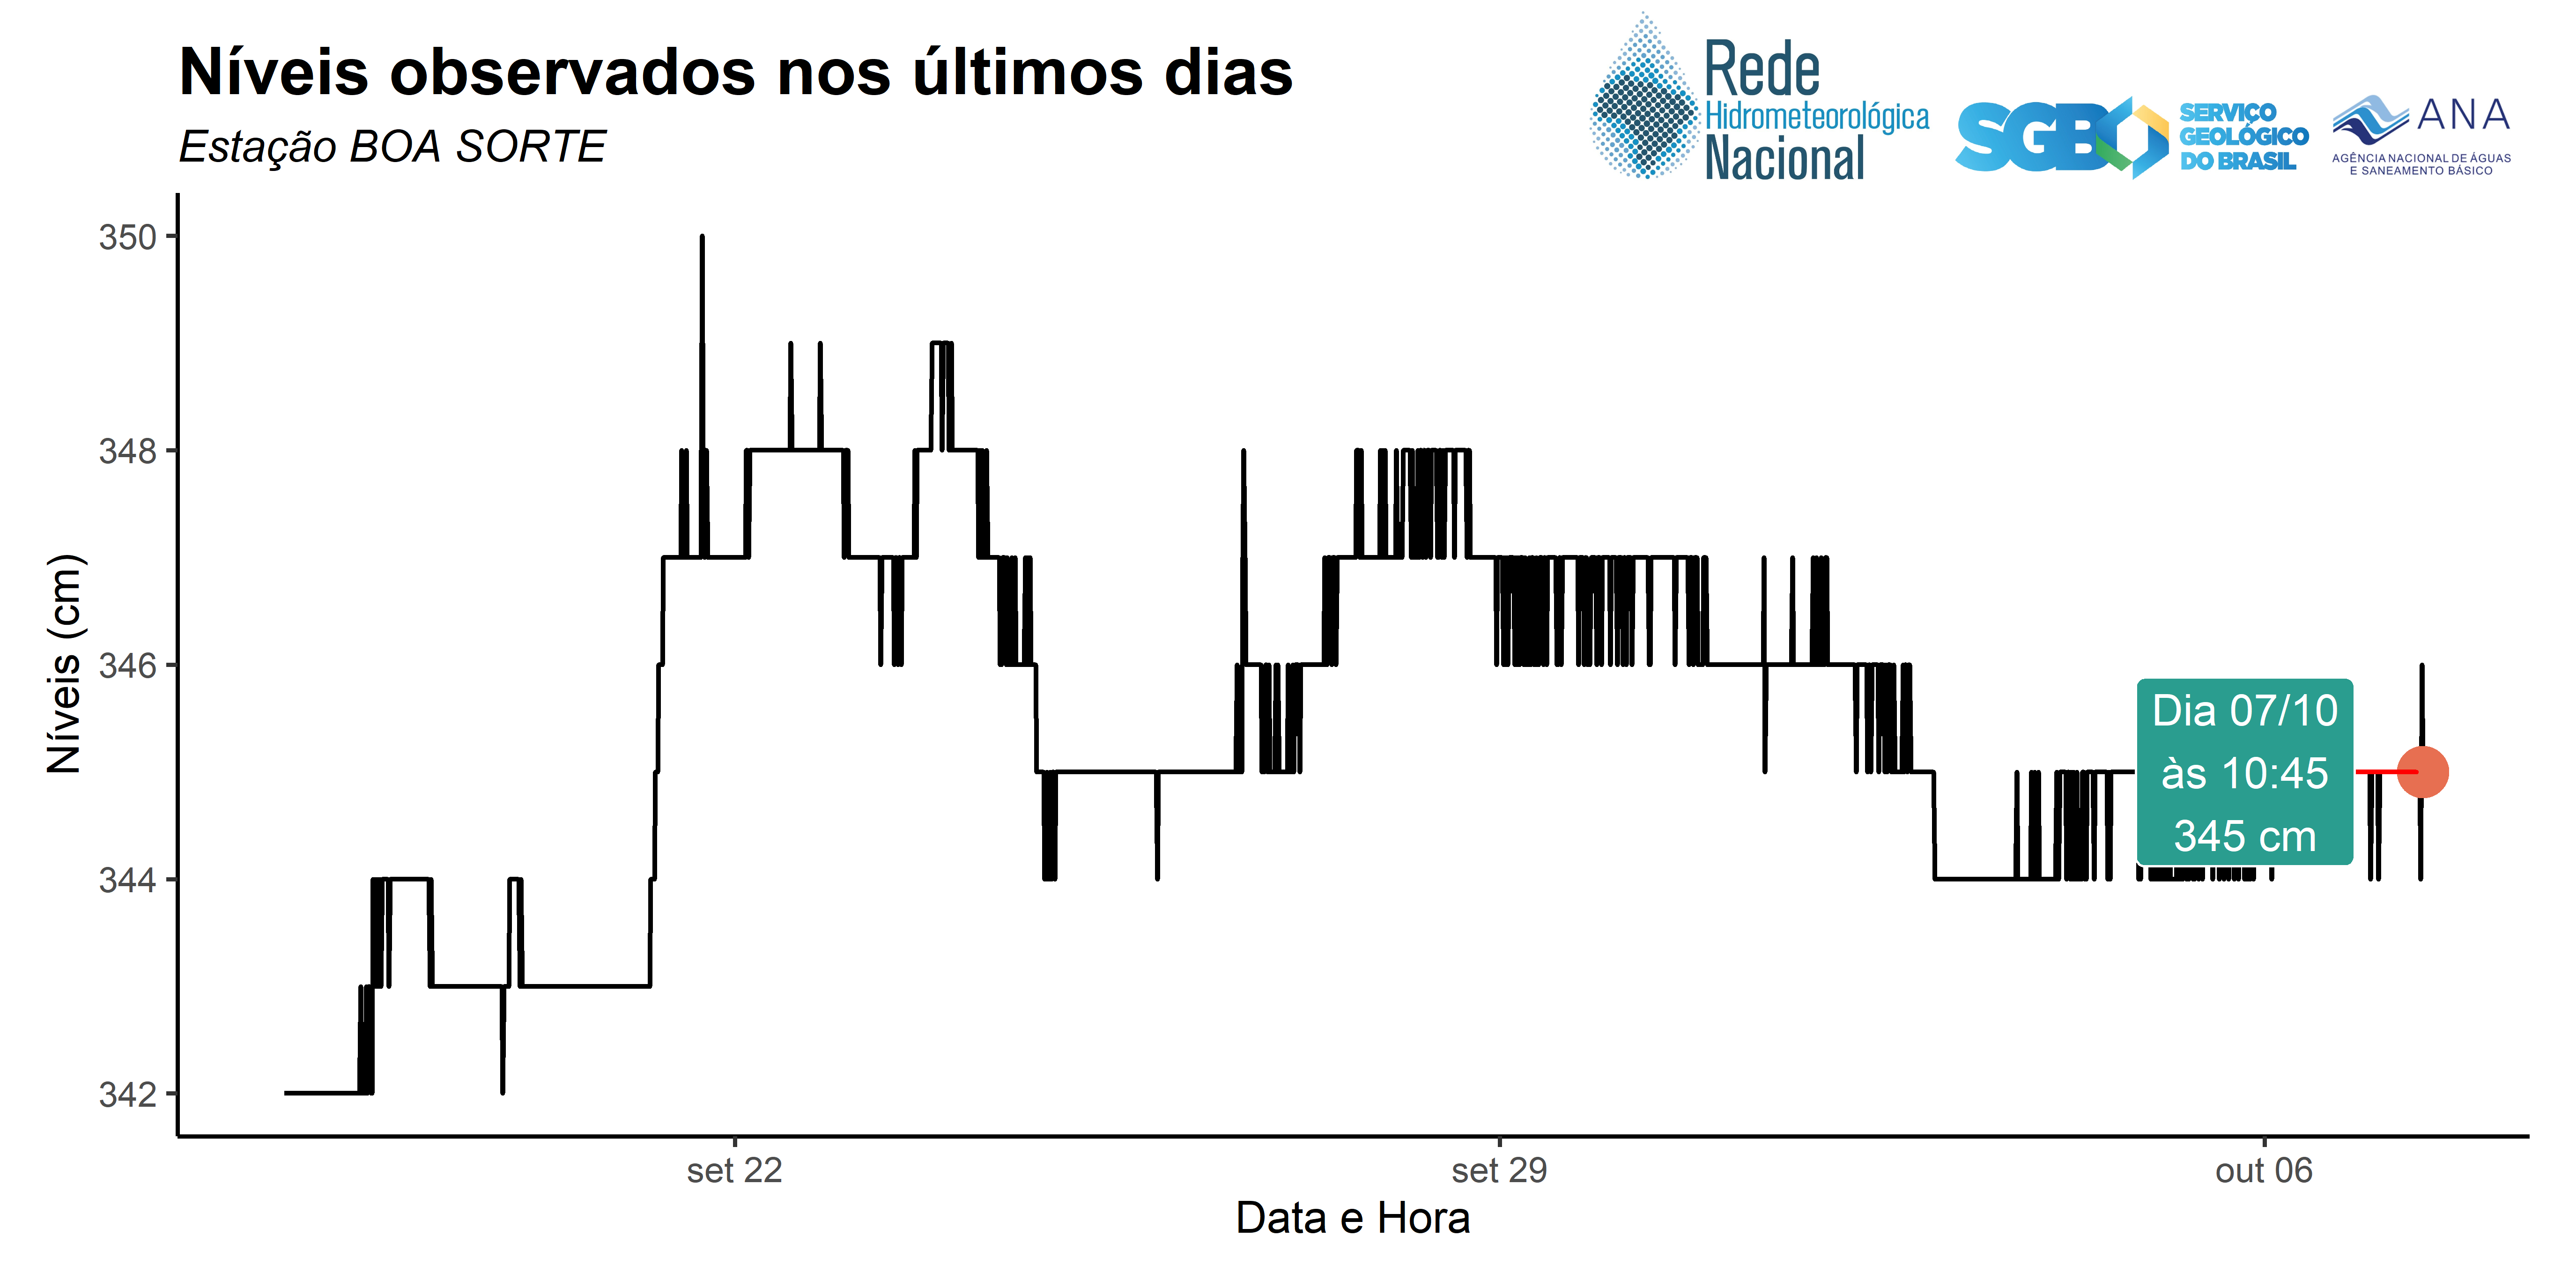 Níveis observados nos últimos dias
Estação BOA SORTE
Rede
Hidrometeorológica
Nacional
SGB
SERVIÇO
GEOLÓGICO
DO BRASIL
ANA
AGÊNCIA NACIONAL DE ÁGUAS
E SANEAMENTO BÁSICO
Níveis (cm)
350
348
346
344
342
Dia 07/10
às 10:45
345 cm
set 22
set 29
out 06
Data e Hora